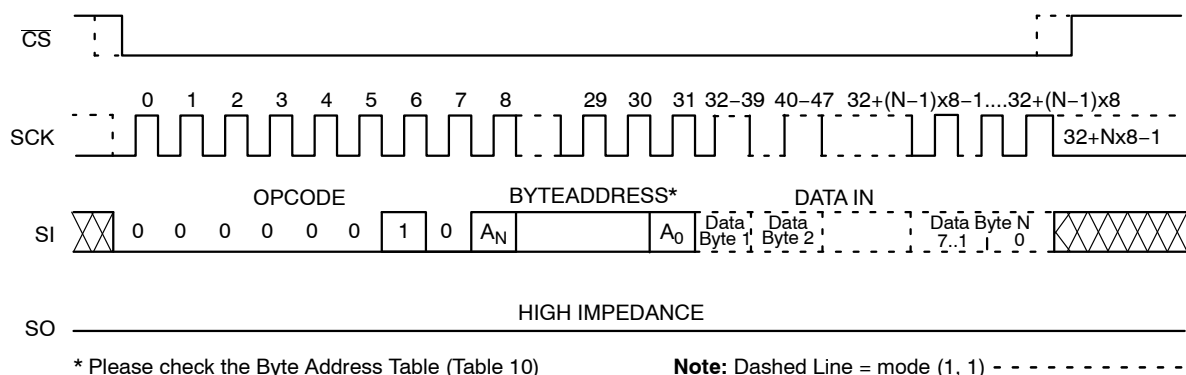 CS
0 1 2 3 4 5 6 7 8 29 30 31 32−39 40−47 32+(N−1)x8−1....32+(N−1)x8
SCK
32+Nx8−1
OPCODE BYTEADDRESS* DATA IN
SI 0 0 0 0 0 0 1 0 AN A0 Data Byte 1 Data Byte 2 Data Byte N 7..1 0
HIGH IMPEDANCE
SO
* Please check the Byte Address Table (Table 10) Note: Dashed Line = mode (1, 1)